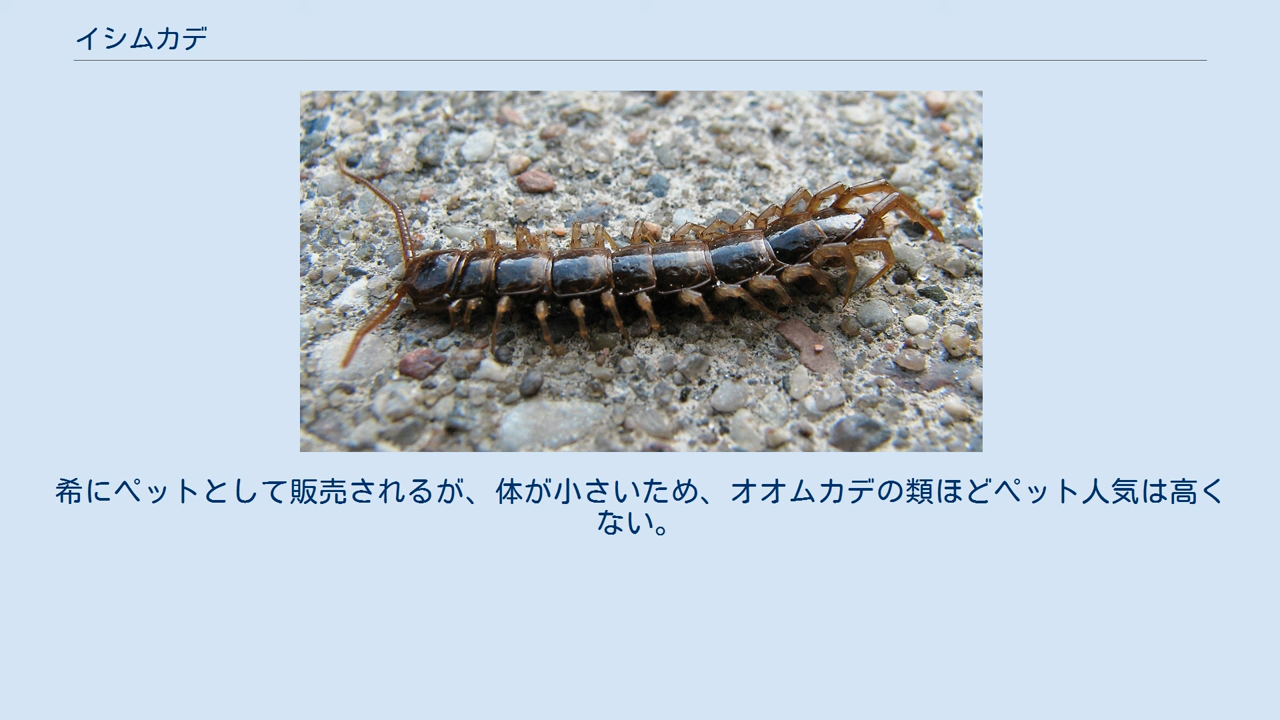 イシムカデ
希にペットとして販売されるが、体が小さいため、オオムカデの類ほどペット人気は高く
ない。